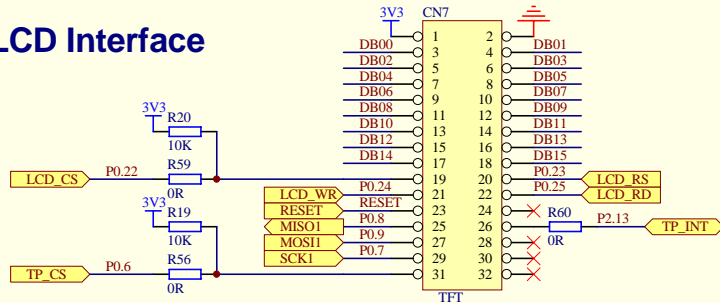 LCD Interface
3V3 CN7
1 2
DB00 3 4 DB01
DB02 5 6 DB03
DB04 7 8 DB05
DB06 9 10 DB07
DB08 11 12 DB09
DB10 13 14 DB11
DB12 15 16 DB13
DB14 17 18 DB15
3V3 R20
10K
LCD_CS P0.22 R59 0R 19 20 P0.23 LCD_RS
LCD_WR P0.24 21 22 P0.25 LCD_RD
3V3 R19
10K
RESET RESET 23 24
MISO1 P0.8 25 26 R60 0R P2.13 TP_INT
MOSI1 P0.9 27 28
SCK1 P0.7 29 30
TP_CS P0.6 R56 0R 31 32
TFT